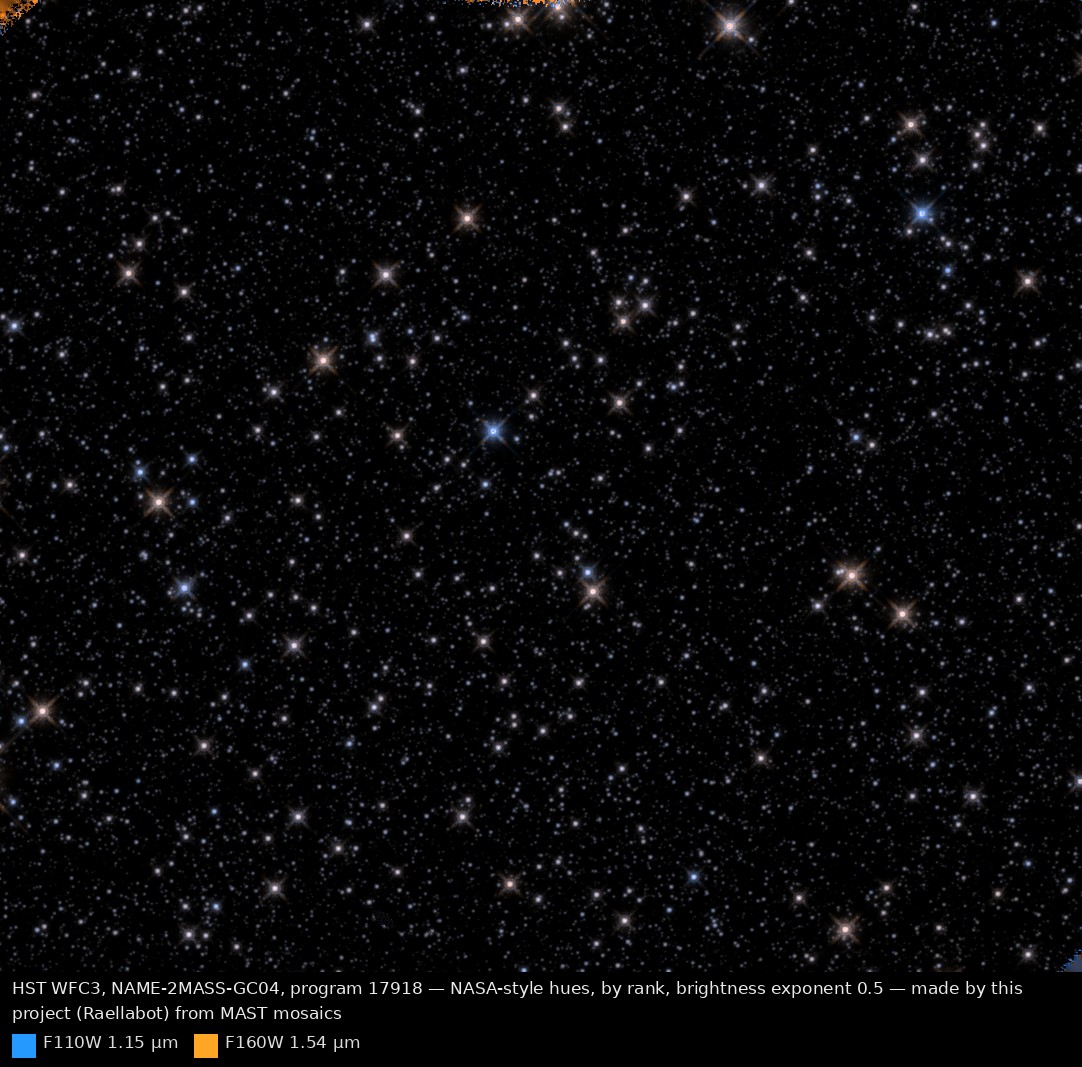 HST WFC3, NAME-2MASS-GC04, program 17918 — NASA-style hues, by rank, brightness exponent 0.5 — made by this
project (Raellabot) from MAST mosaics
F110W 1.15 µm F160W 1.54 µm